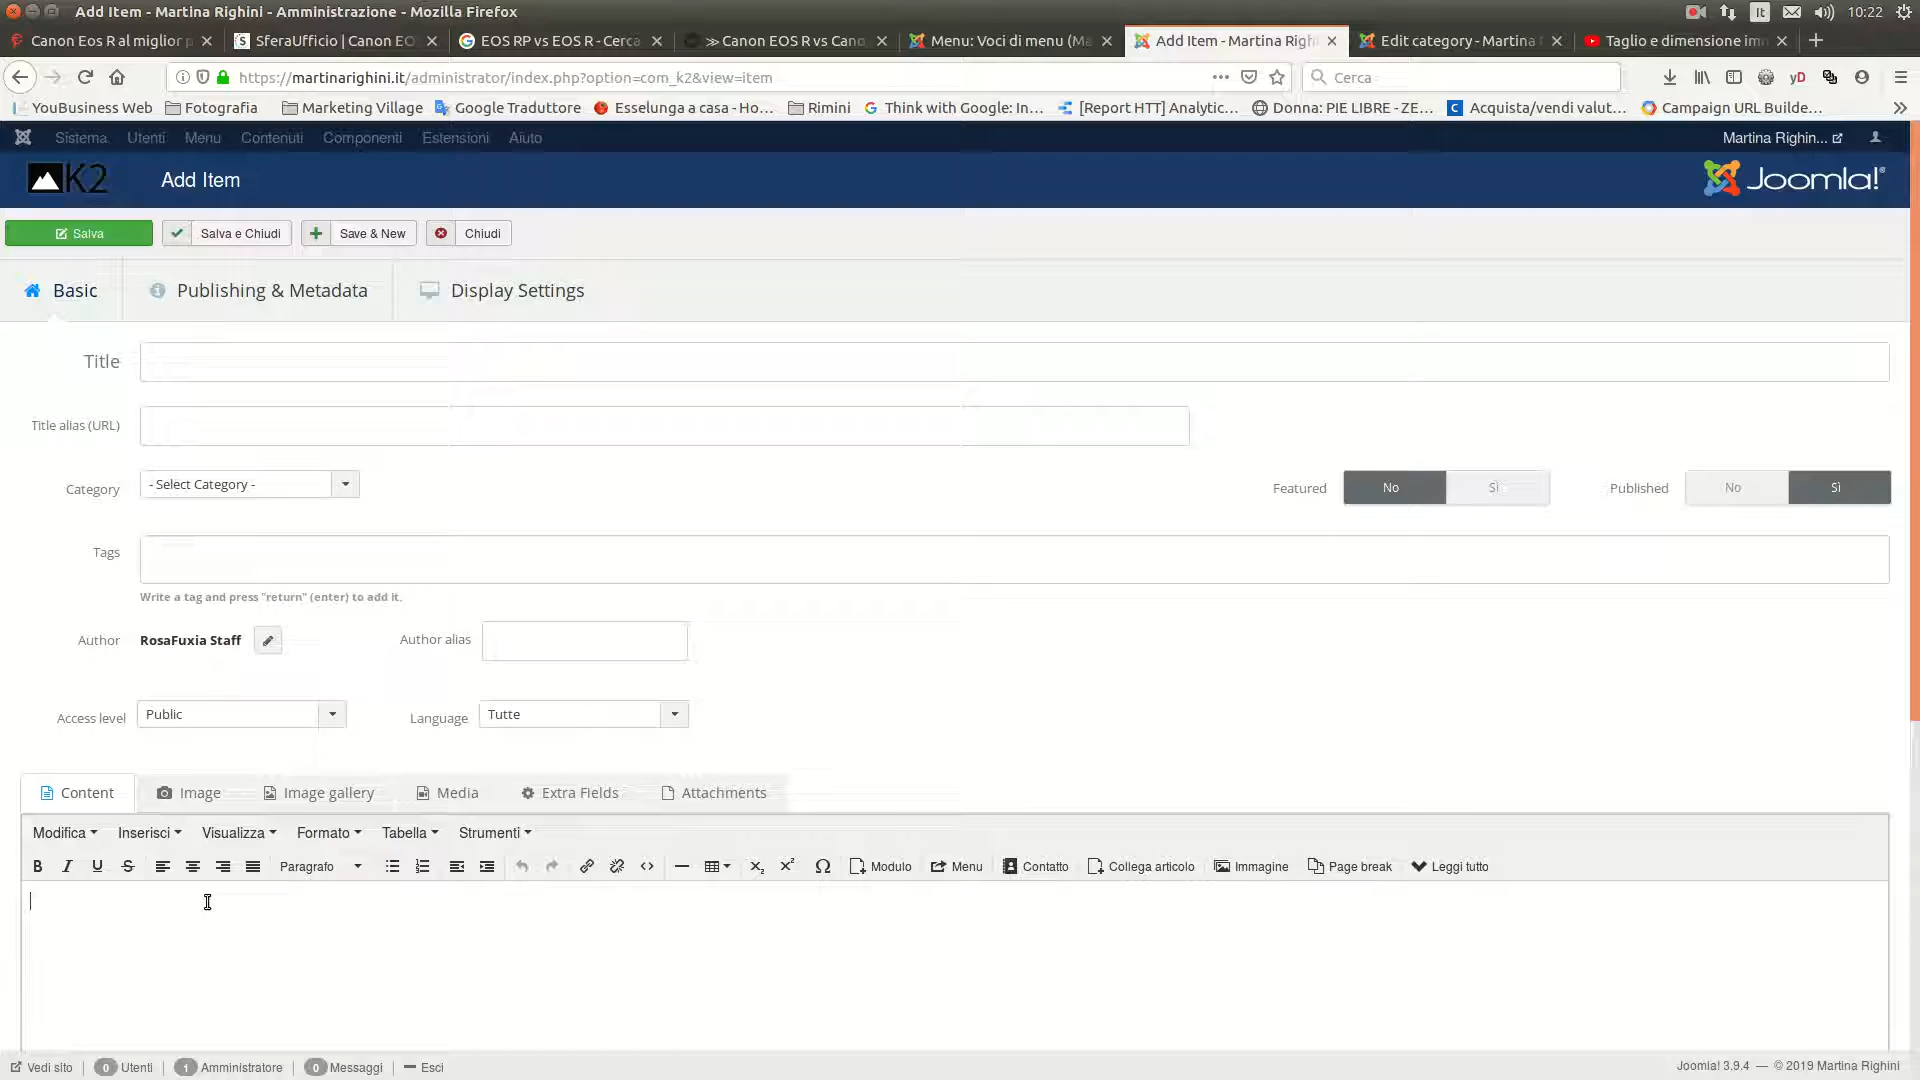 Add Item - Martina Righini - Amministrazione - Mozilla Firefox
It 10:22
Canon Eos R al miglior p
SferaUfficio | Canon EO
EOS RP vs EOS R - Cerca
≫ Canon EOS R vs Cano
Menu: Voci di menu (Ma
Add Item - Martina Righi
Edit category - Martina
Taglio e dimensione im
https://martinarighini.it/administrator/index.php?option=com_k2&view=item
Cerca
yD
YouBusiness Web
Fotografia
Marketing Village
Google Traduttore
Esselunga a casa - Ho...
Rimini
Think with Google: In...
[Report HTT] Analytic...
Donna: PIE LIBRE - ZE...
Acquista/vendi valut...
Campaign URL Builde...
Sistema Utenti Menu Contenuti Componenti Estensioni Aiuto
Martina Righin...
K2 Add Item
Joomla!®
Salva
Salva e Chiudi
Save & New
Chiudi
Basic
Publishing & Metadata
Display Settings
Title
Title alias (URL)
Category - Select Category -
Featured No Sì
Published No Sì
Tags
Write a tag and press "return" (enter) to add it.
Author RosaFuxia Staff
Author alias
Access level Public
Language Tutte
Content
Image
Image gallery
Media
Extra Fields
Attachments
Modifica Inserisci Visualizza Formato Tabella Strumenti
B I U S Paragrafo Ω Modulo Menu Contatto Collega articolo Immagine Page break Leggi tutto
Vedi sito
0 Utenti
1 Amministratore
0 Messaggi
Esci
Joomla! 3.9.4 — © 2019 Martina Righini